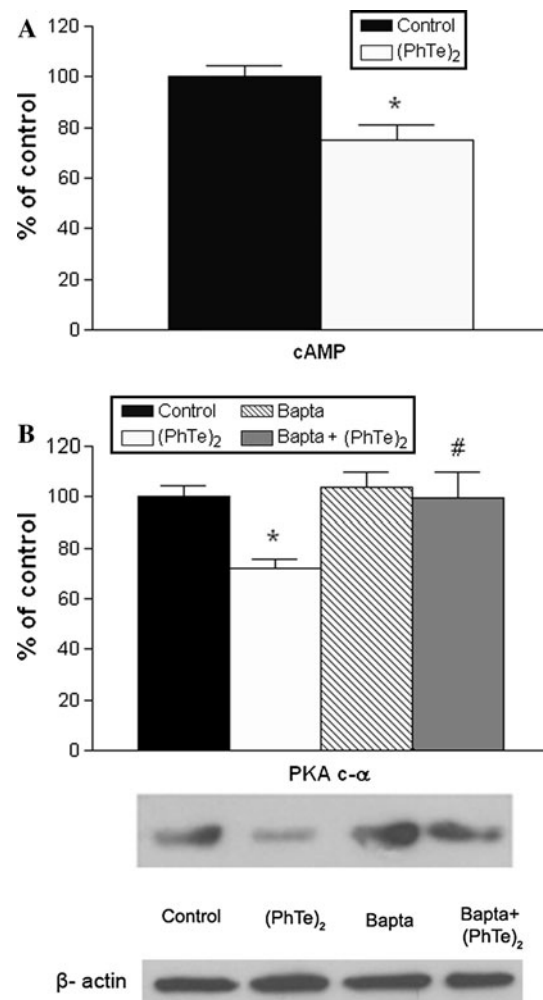 A
Control
(PhTe)2
*
120
100
80
60
40
20
0
% of control
cAMP
B
Control Bapta
(PhTe)2 Bapta + (PhTe)2
#
*
120
100
80
60
40
20
0
% of control
PKA c-α
Control (PhTe)2 Bapta Bapta+
(PhTe)2
β- actin